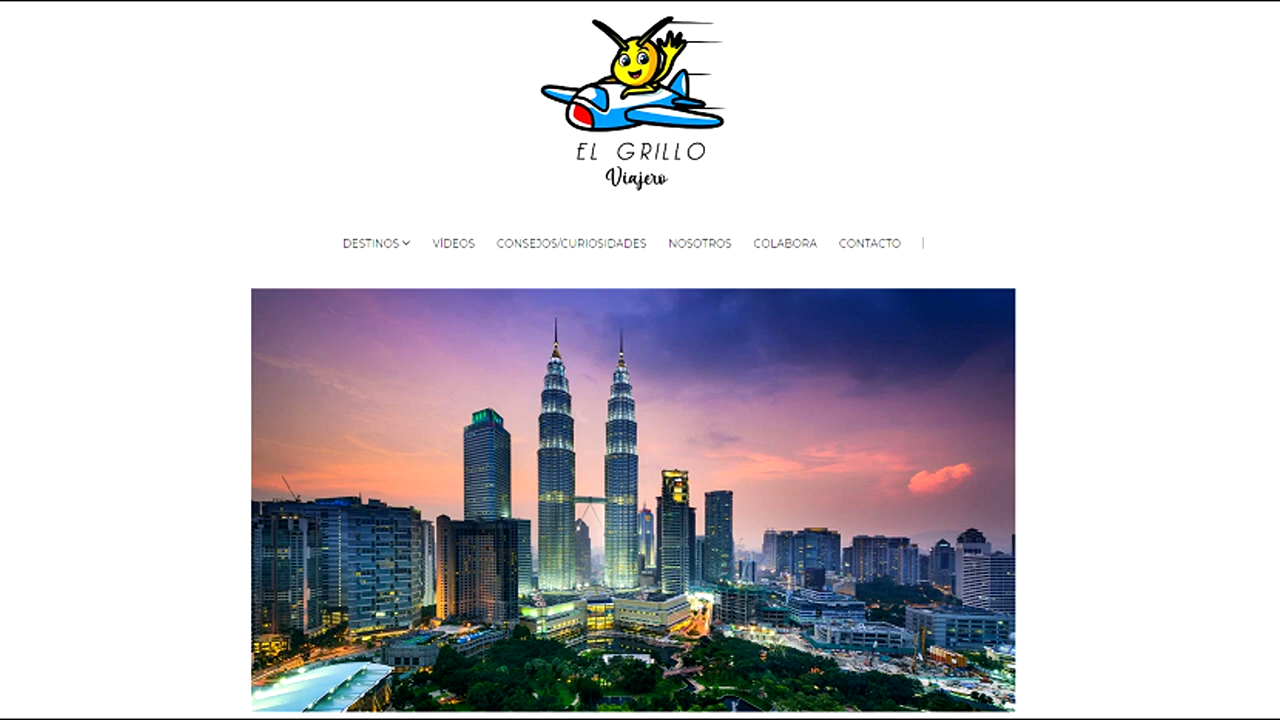 EL GRILLO
Viajero
DESTINOS VÍDEOS CONSEJOS/CURIOSIDADES NOSOTROS COLABORA CONTACTO